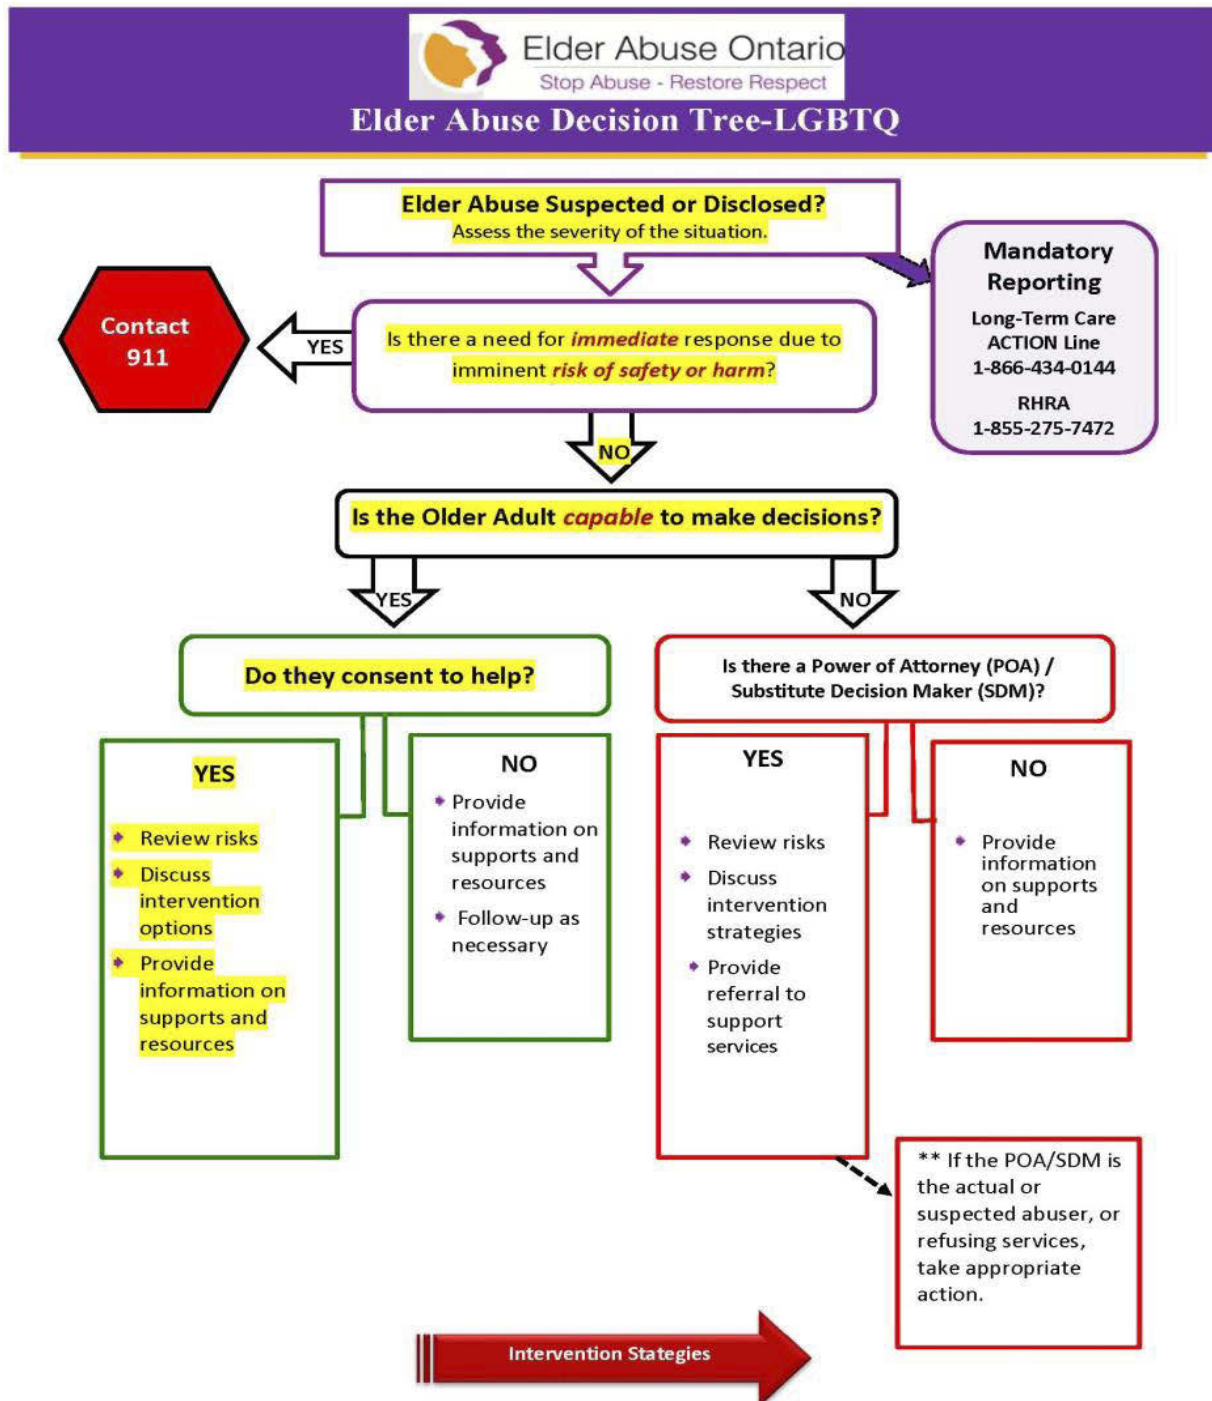 Elder Abuse Ontario
Stop Abuse - Restore Respect
Elder Abuse Decision Tree-LGBTQ
Elder Abuse Suspected or Disclosed?
Assess the severity of the situation.
Mandatory
Reporting
Long-Term Care
ACTION Line
1-866-434-0144
RHRA
1-855-275-7472
Contact
911
YES
Is there a need for immediate response due to
imminent risk of safety or harm?
NO
Is the Older Adult capable to make decisions?
YES
NO
Do they consent to help?
Is there a Power of Attorney (POA) /
Substitute Decision Maker (SDM)?
YES
Review risks
Discuss
intervention
options
Provide
information on
supports and
resources
NO
Provide
information on
supports and
resources
Follow-up as
necessary
YES
Review risks
Discuss
intervention
strategies
Provide
referral to
support
services
NO
Provide
information
on supports
and
resources
** If the POA/SDM is
the actual or
suspected abuser, or
refusing services,
take appropriate
action.
Intervention Stategies